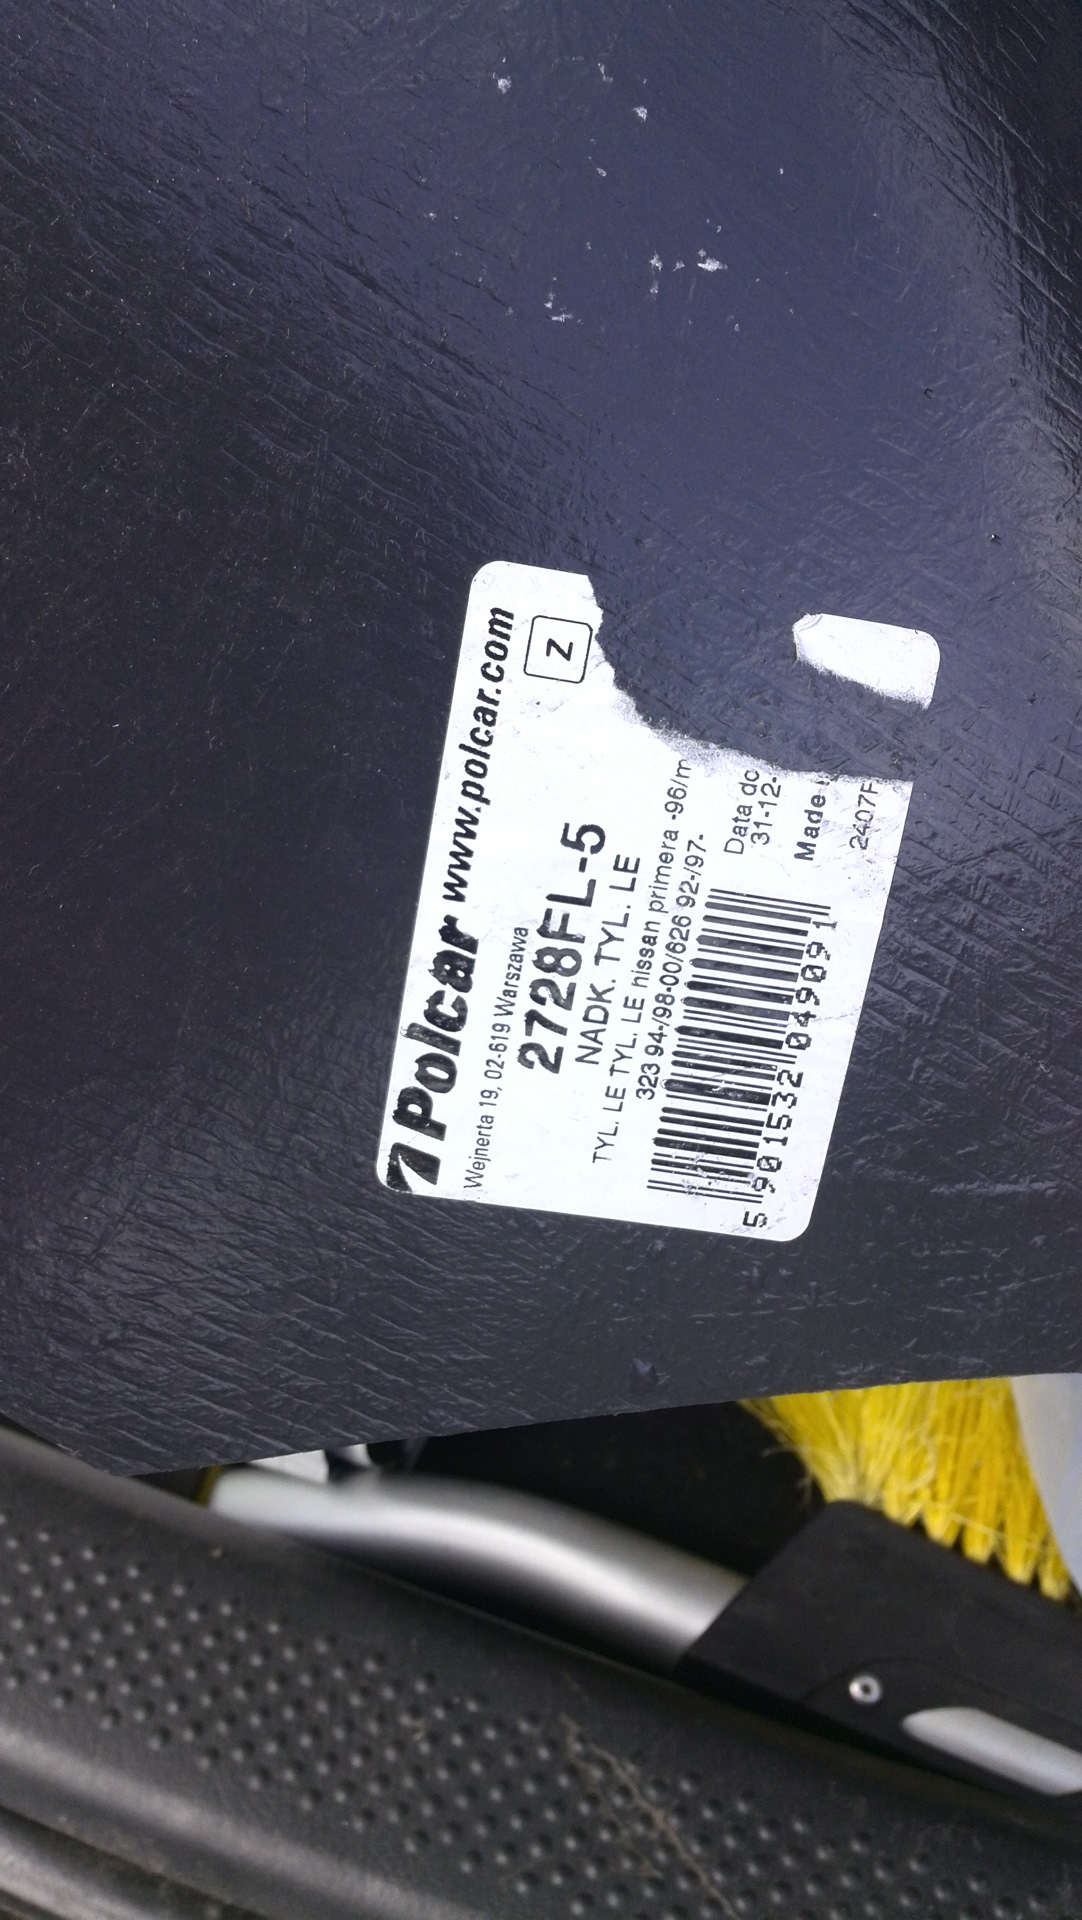 Polcar www.polcar.com
Wejnerta 19, 02-619 Warszawa
Z
2728FL-5
NADK. TYL. LE
TYL. LE TYL. LE nissan primera -96/m
323 94-/98-00/626 92-/97-
Data do
31-12-
Made
5 901532 049091
2407F